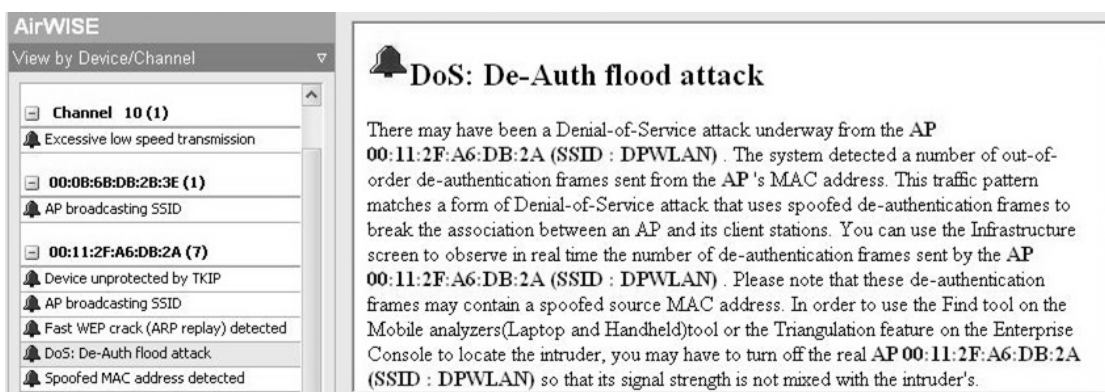 AirWISE
View by Device/Channel
Channel 10 (1)
Excessive low speed transmission
00:0B:6B:DB:2B:3E (1)
AP broadcasting SSID
00:11:2F:A6:DB:2A (7)
Device unprotected by TKIP
AP broadcasting SSID
Fast WEP crack (ARP replay) detected
DoS: De-Auth flood attack
Spoofed MAC address detected
DoS: De-Auth flood attack
There may have been a Denial-of-Service attack underway from the AP
00:11:2F:A6:DB:2A (SSID : DPWLAN) . The system detected a number of out-of-
order de-authentication frames sent from the AP 's MAC address. This traffic pattern
matches a form of Denial-of-Service attack that uses spoofed de-authentication frames to
break the association between an AP and its client stations. You can use the Infrastructure
screen to observe in real time the number of de-authentication frames sent by the AP
00:11:2F:A6:DB:2A (SSID : DPWLAN) . Please note that these de-authentication
frames may contain a spoofed source MAC address. In order to use the Find tool on the
Mobile analyzers(Laptop and Handheld)tool or the Triangulation feature on the Enterprise
Console to locate the intruder, you may have to turn off the real AP 00:11:2F:A6:DB:2A
(SSID : DPWLAN) so that its signal strength is not mixed with the intruder's.